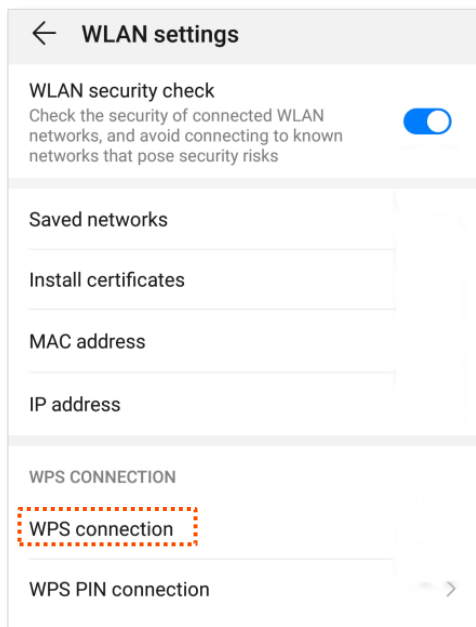 WLAN settings
WLAN security check
Check the security of connected WLAN
networks, and avoid connecting to known
networks that pose security risks
Saved networks
Install certificates
MAC address
IP address
WPS CONNECTION
WPS connection
WPS PIN connection